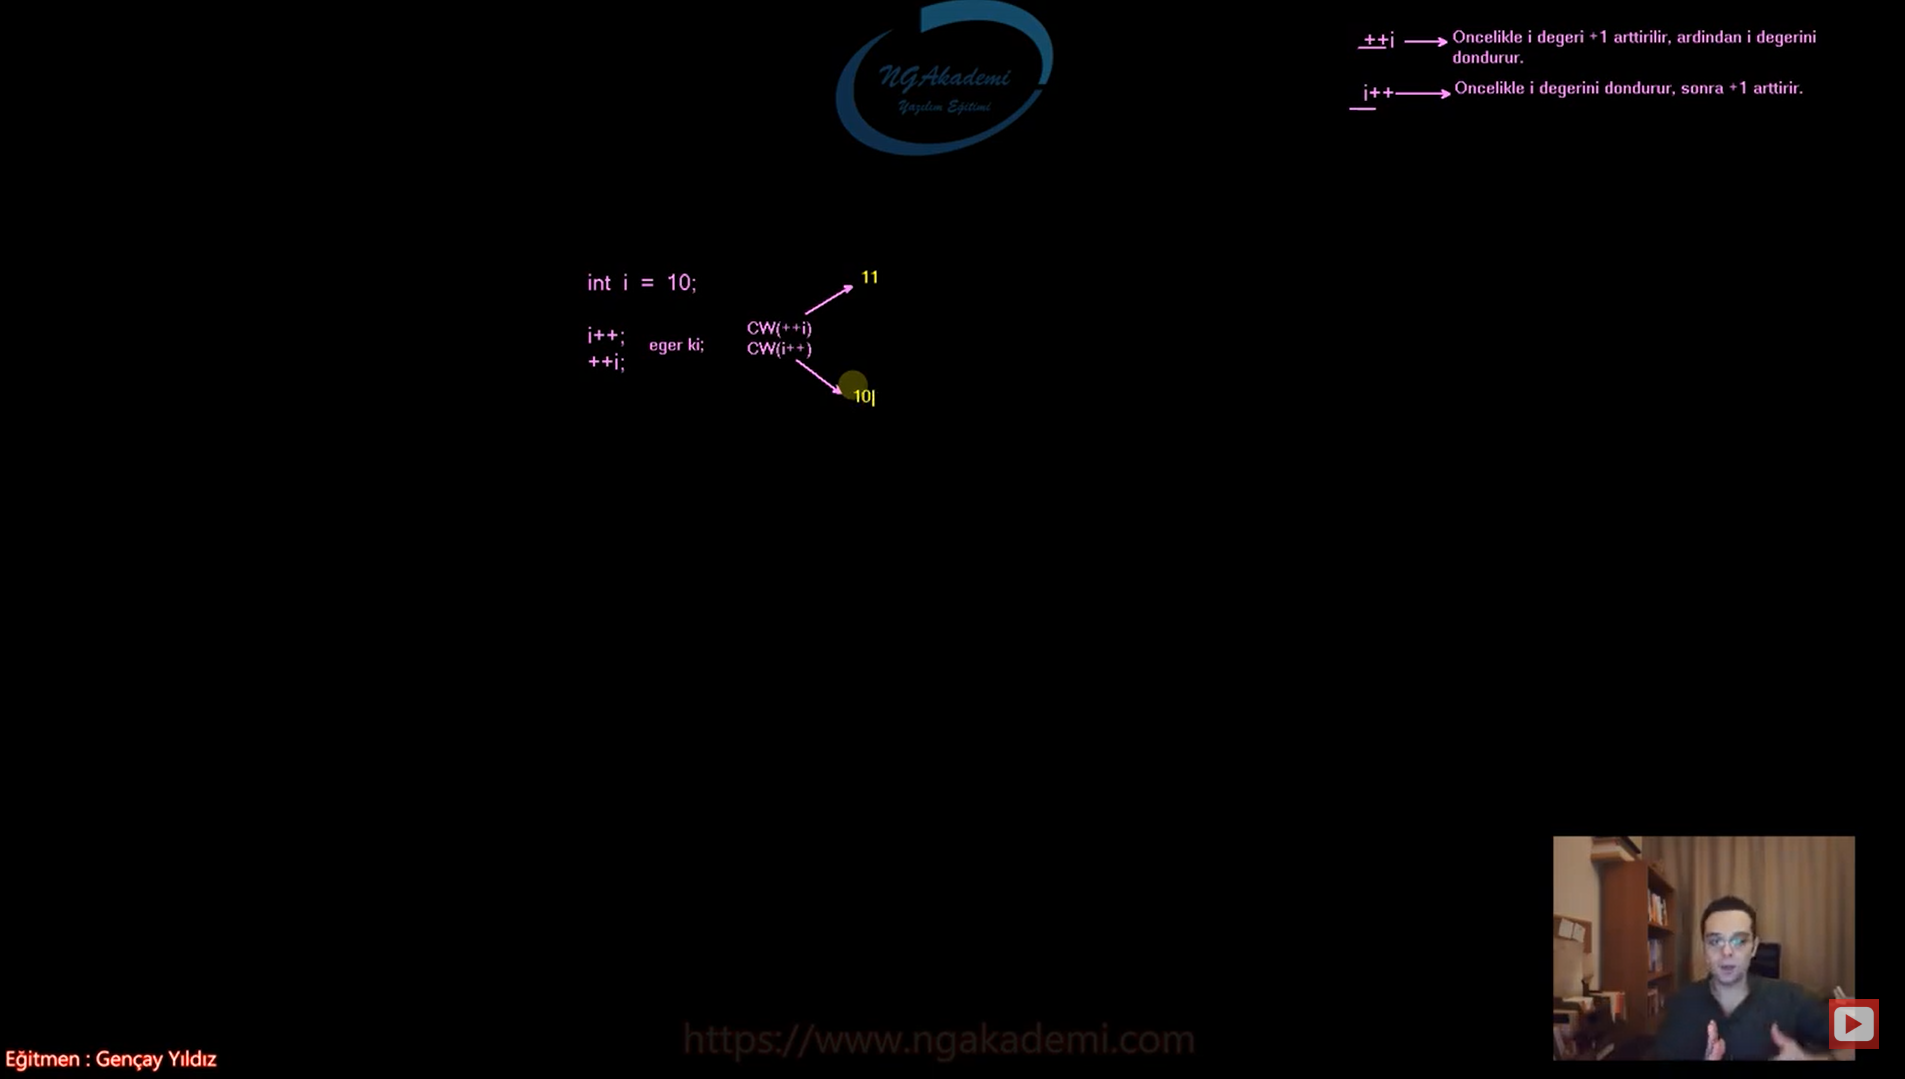 NGAkademi
Yazılım Eğitimi
++i
Oncelikle i degeri +1 arttirilir, ardindan i degerini
dondurur.
i++
Oncelikle i degerini dondurur, sonra +1 arttirir.
int i = 10;
i++;
++i;
eger ki;
CW(++i)
CW(i++)
11
10
https://www.ngakademi.com
Eğitmen : Gençay Yıldız